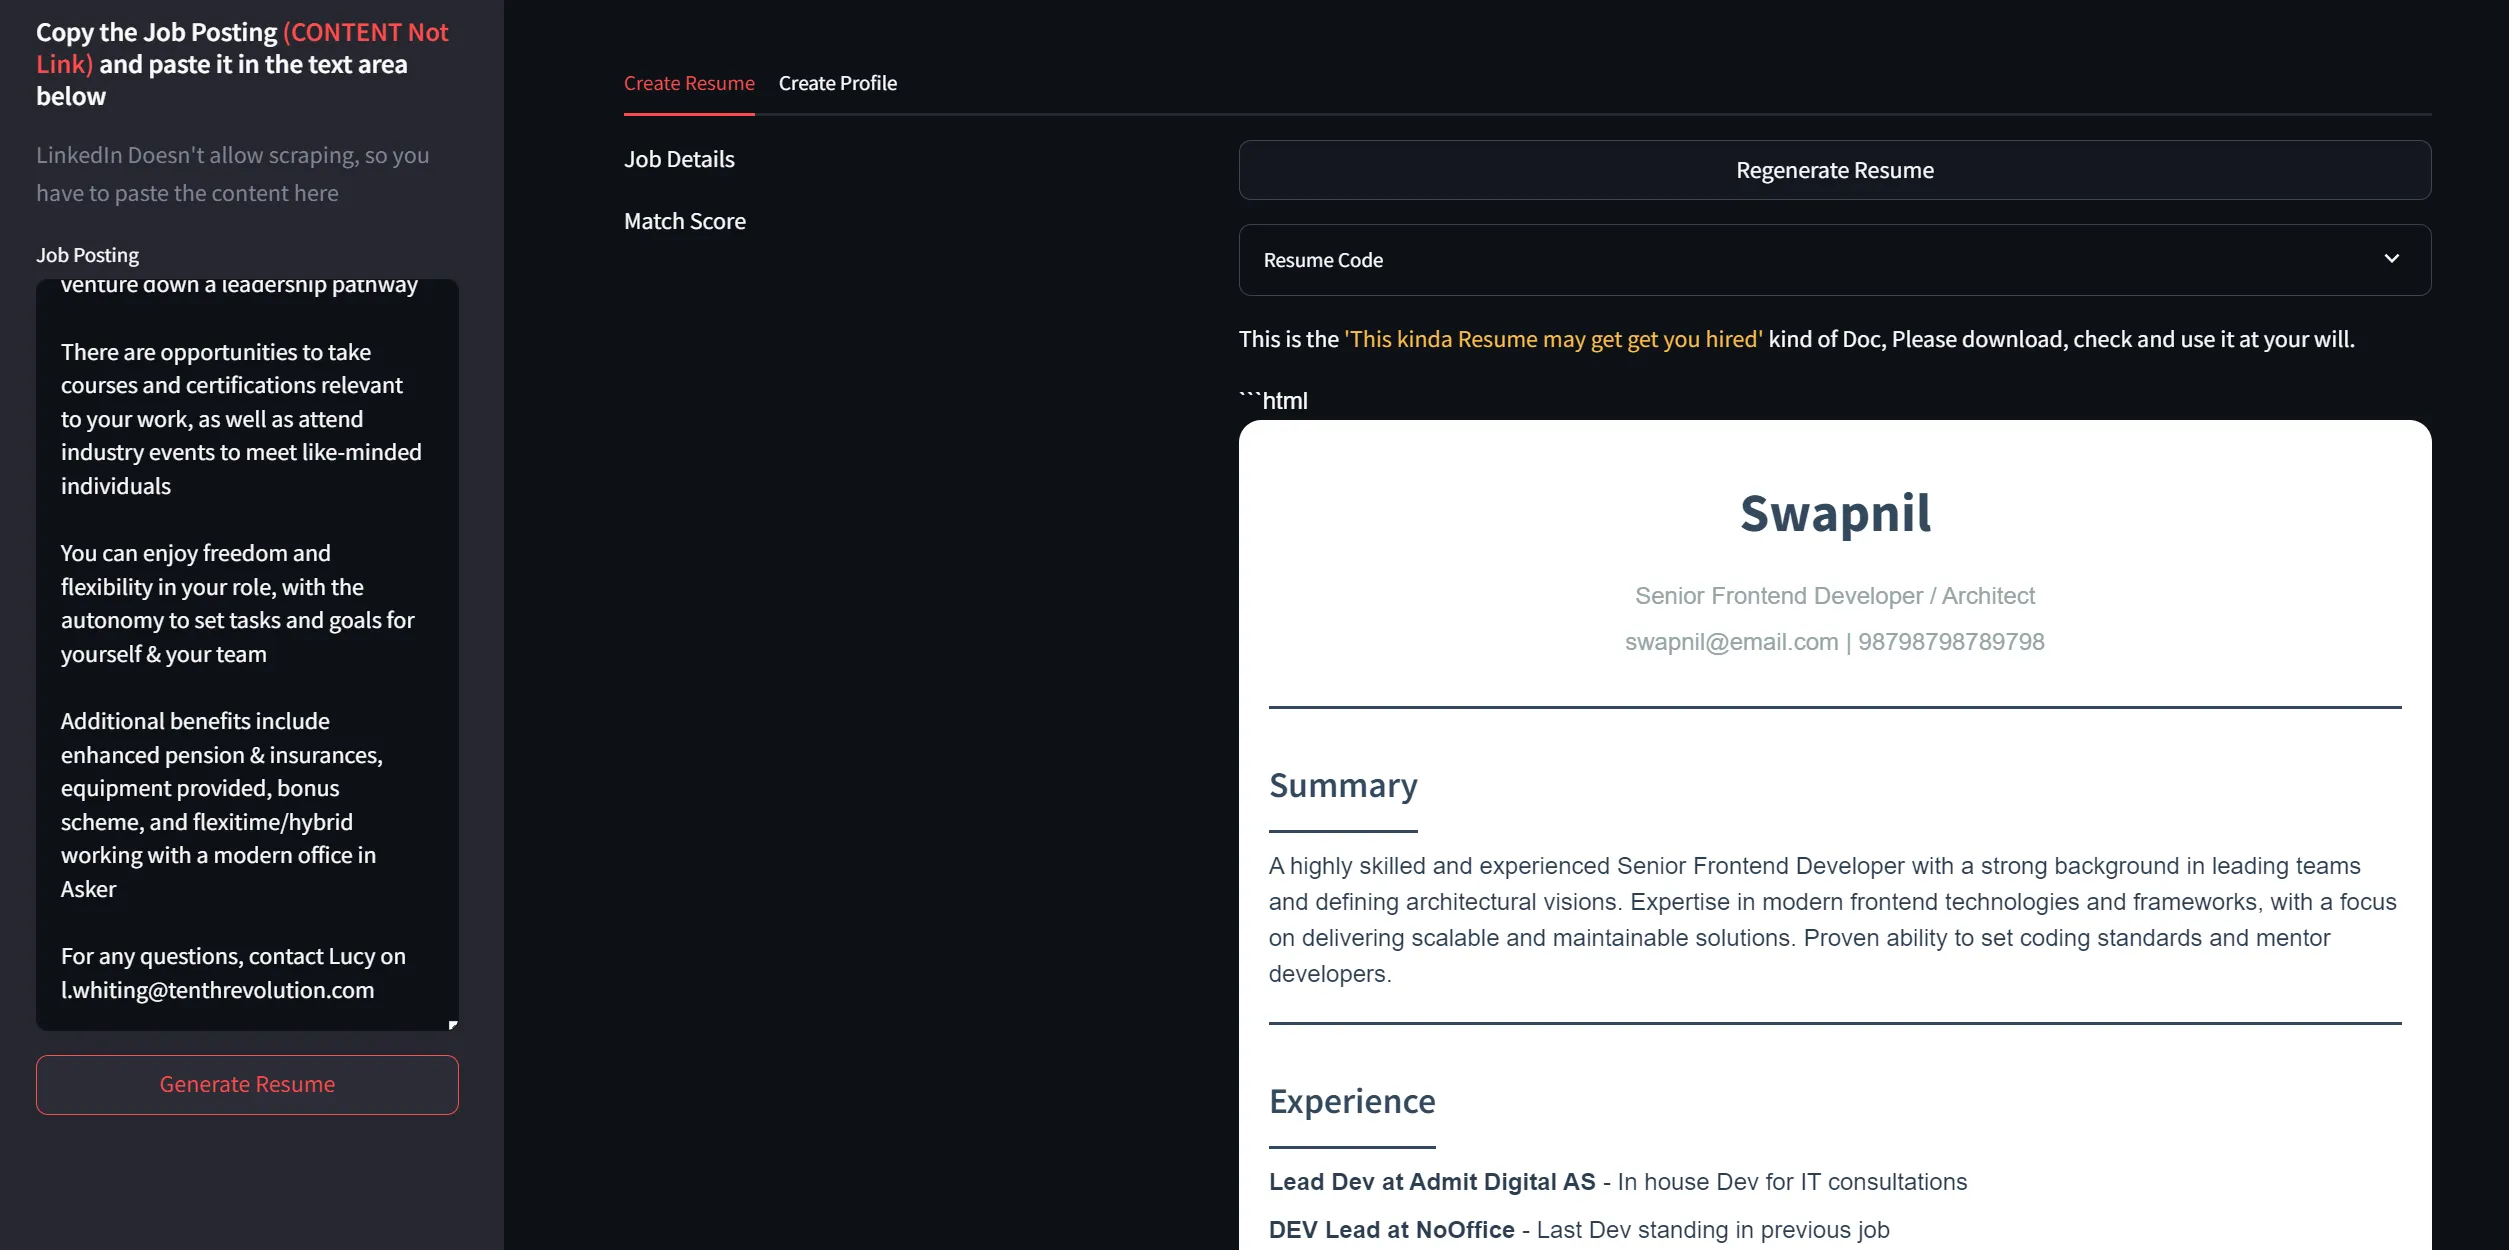 Copy the Job Posting (CONTENT Not
Link) and paste it in the text area
below
LinkedIn Doesn't allow scraping, so you
have to paste the content here
Job Posting
venture down a leadership pathway
There are opportunities to take
courses and certifications relevant
to your work, as well as attend
industry events to meet like-minded
individuals
You can enjoy freedom and
flexibility in your role, with the
autonomy to set tasks and goals for
yourself & your team
Additional benefits include
enhanced pension & insurances,
equipment provided, bonus
scheme, and flexitime/hybrid
working with a modern office in
Asker
For any questions, contact Lucy on
l.whiting@tenthrevolution.com
Generate Resume
Create Resume
Create Profile
Job Details
Match Score
Regenerate Resume
Resume Code
This is the 'This kinda Resume may get get you hired' kind of Doc, Please download, check and use it at your will.
```html
Swapnil
Senior Frontend Developer / Architect
swapnil@email.com | 98798798789798
Summary
A highly skilled and experienced Senior Frontend Developer with a strong background in leading teams
and defining architectural visions. Expertise in modern frontend technologies and frameworks, with a focus
on delivering scalable and maintainable solutions. Proven ability to set coding standards and mentor
developers.
Experience
Lead Dev at Admit Digital AS - In house Dev for IT consultations
DEV Lead at NoOffice - Last Dev standing in previous job